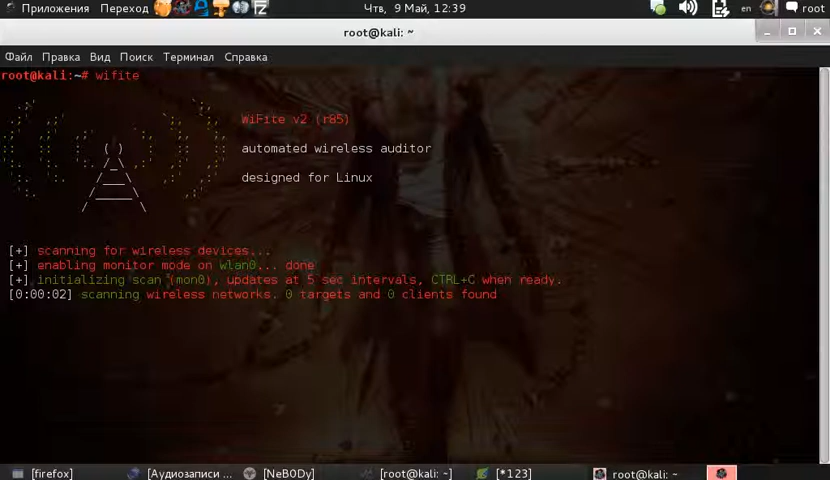 Приложения Переход Чтв, 9 Май, 12:39 en root
root@kali: ~
Файл Правка Вид Поиск Терминал Справка
root@kali:~# wifite
WiFite v2 (r85)
automated wireless auditor
designed for Linux
[+] scanning for wireless devices...
[+] enabling monitor mode on wlan0... done
[+] initializing scan (mon0), updates at 5 sec intervals, CTRL+C when ready.
[0:00:02] scanning wireless networks. 0 targets and 0 clients found
[firefox] [Аудиозаписи ... [NeB0Dy] [root@kali: ~] [*123] root@kali: ~